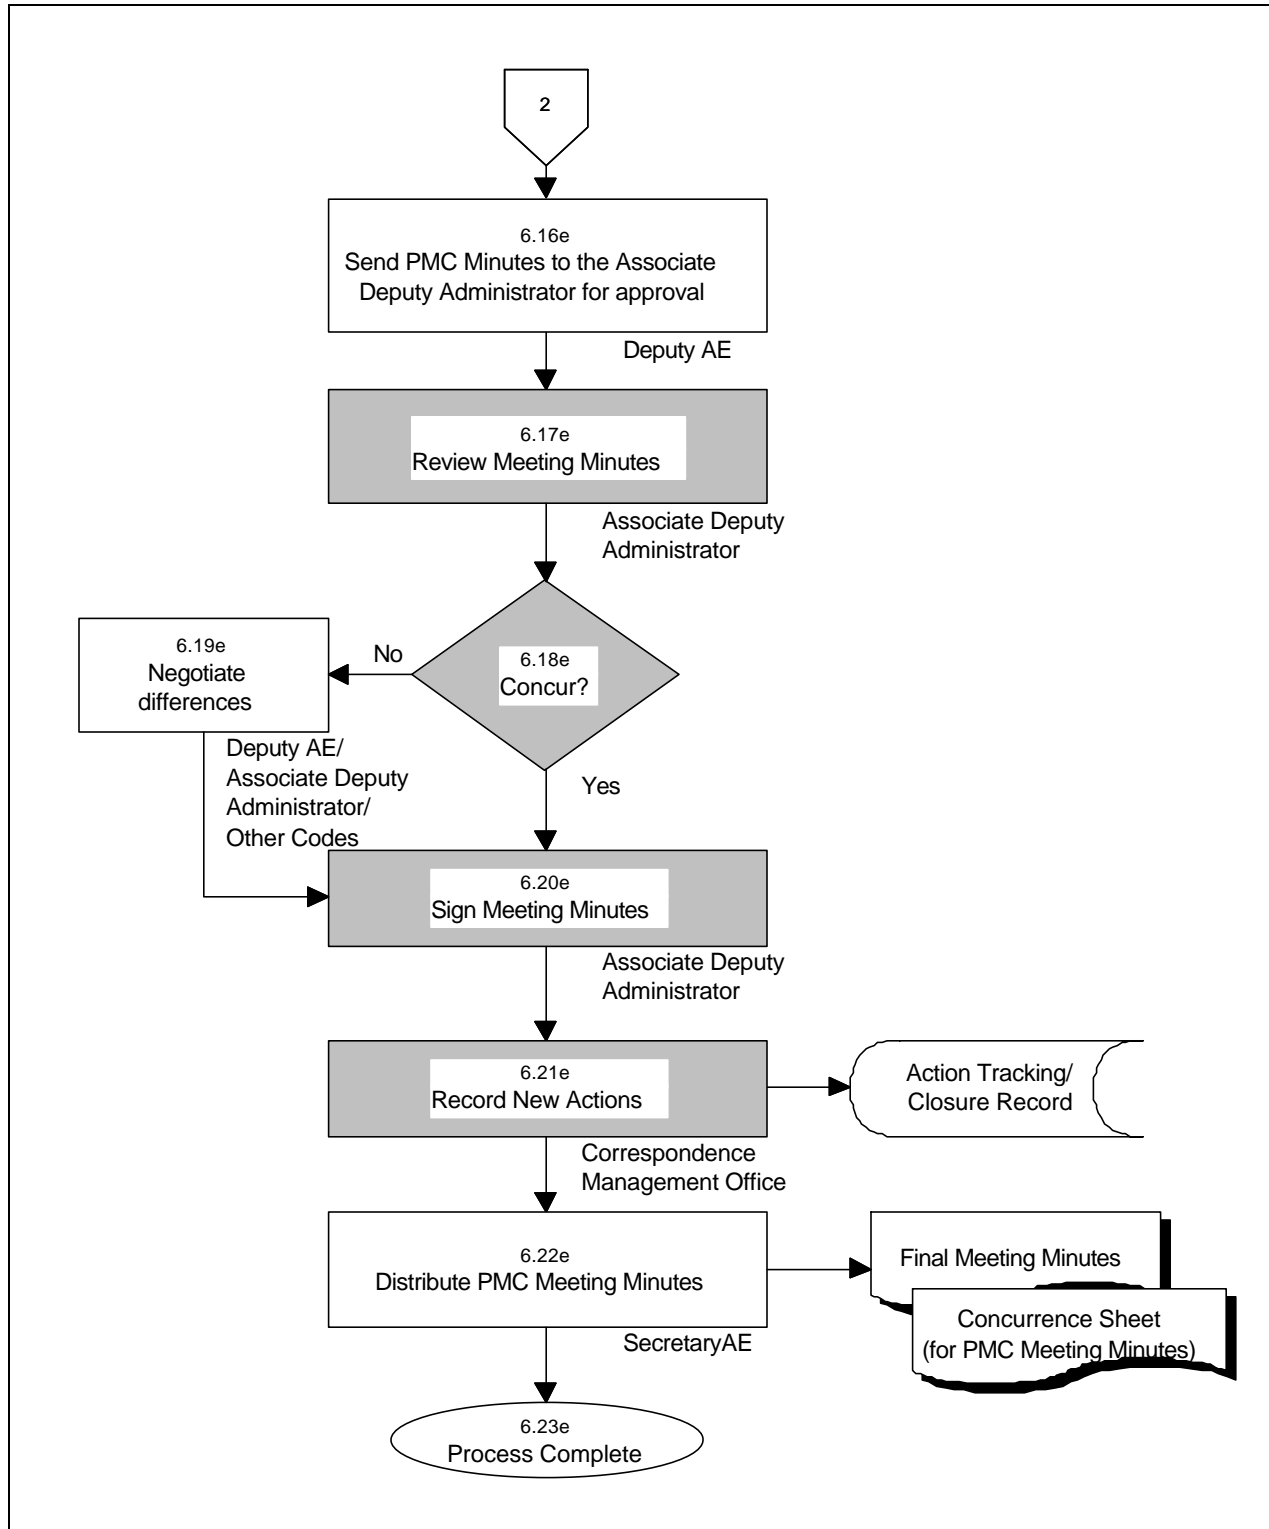 2
6.16e
Send PMC Minutes to the Associate
Deputy Administrator for approval
Deputy AE
6.17e
Review Meeting Minutes
Associate Deputy
Administrator
6.18e
Concur?
No
6.19e
Negotiate
differences
Deputy AE/
Associate Deputy
Administrator/
Other Codes
Yes
6.20e
Sign Meeting Minutes
Associate Deputy
Administrator
6.21e
Record New Actions
Action Tracking/
Closure Record
Correspondence
Management Office
6.22e
Distribute PMC Meeting Minutes
Final Meeting Minutes
Concurrence Sheet
(for PMC Meeting Minutes)
SecretaryAE
6.23e
Process Complete